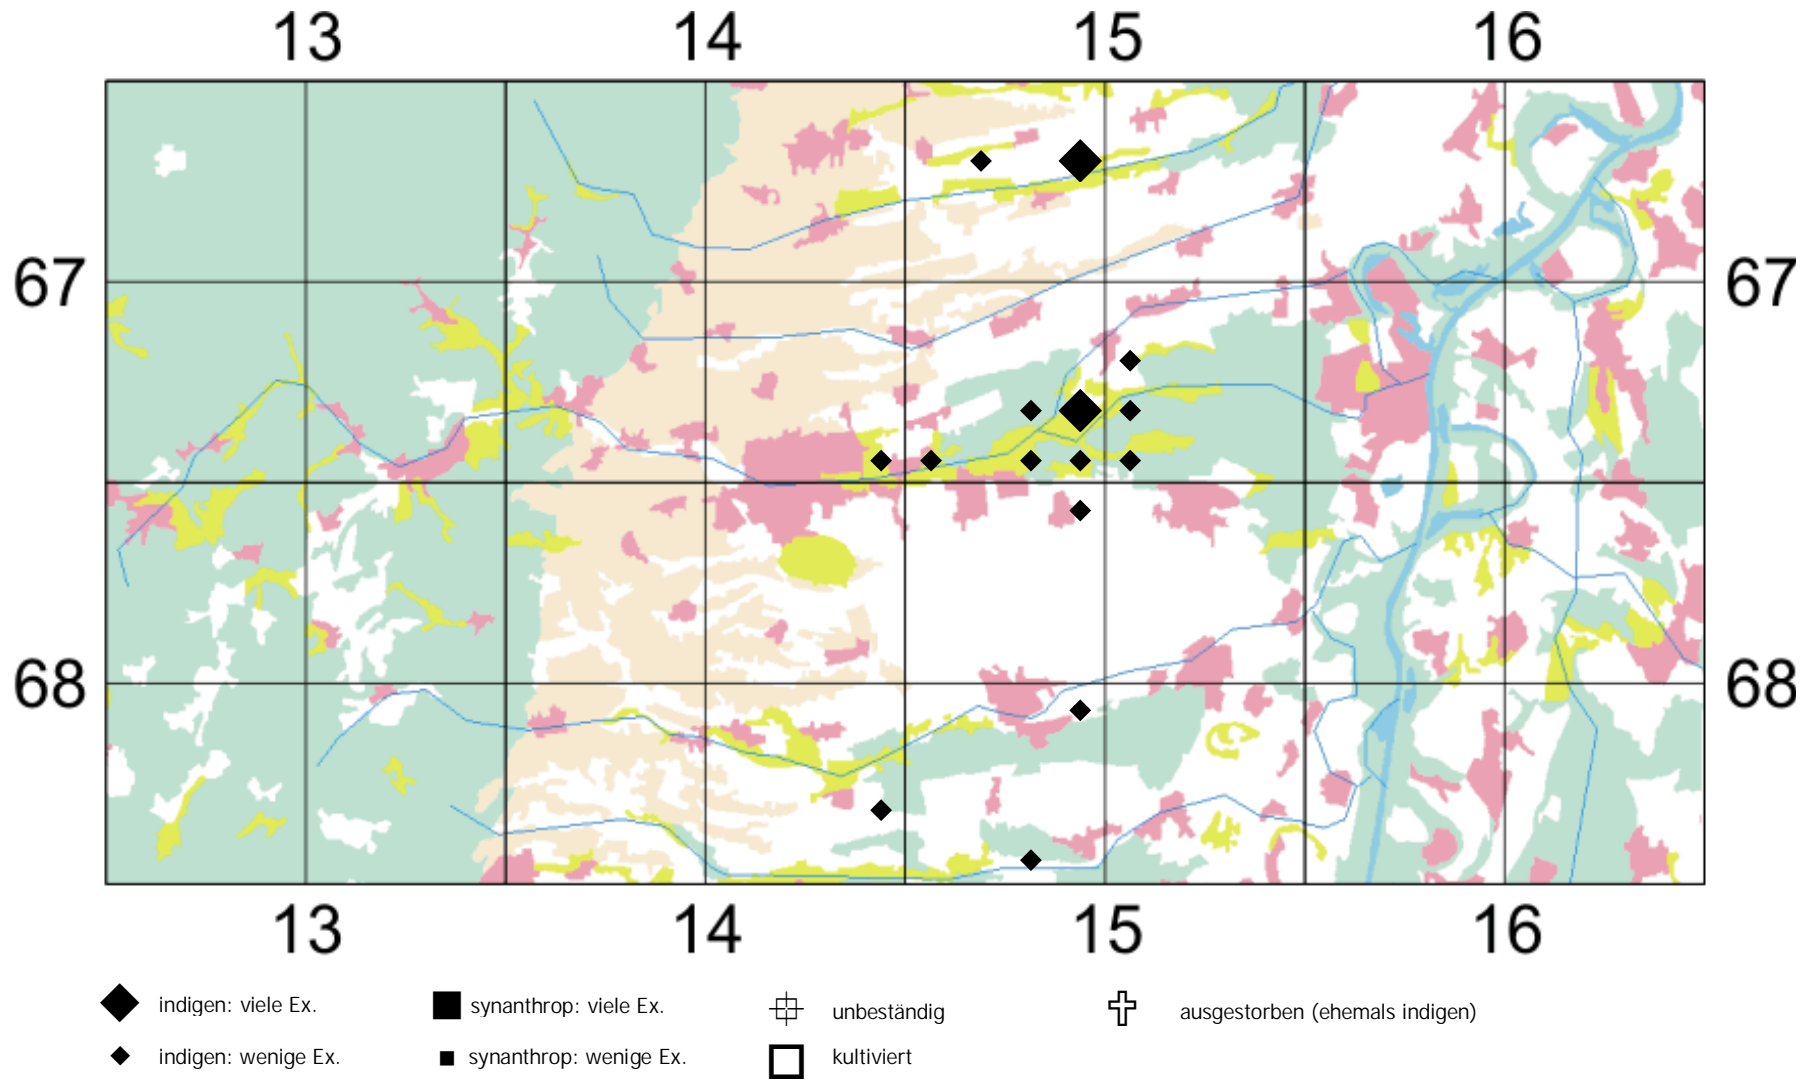 13 14 15 16
67 67
68 68
13 14 15 16
indigen: viele Ex. synanthrop: viele Ex. unbeständig ausgestorben (ehemals indigen)
indigen: wenige Ex. synanthrop: wenige Ex. kultiviert